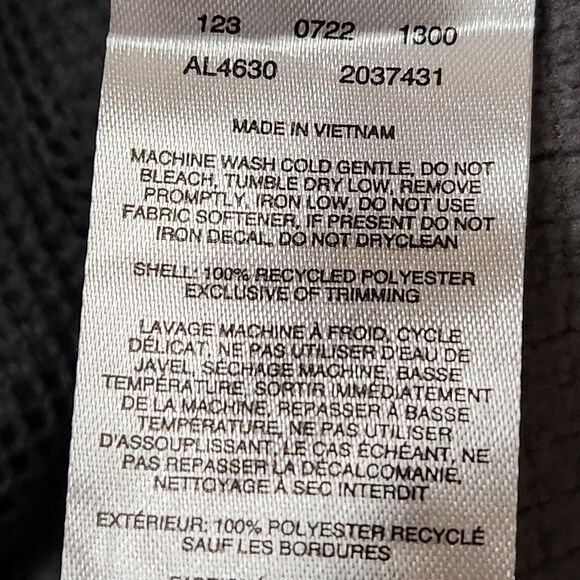 123 0722 1300
AL4630 2037431
MADE IN VIETNAM
MACHINE WASH COLD GENTLE, DO NOT
BLEACH, TUMBLE DRY LOW, REMOVE
PROMPTLY, IRON LOW, DO NOT USE
FABRIC SOFTENER, IF PRESENT DO NOT
IRON DECAL, DO NOT DRYCLEAN
SHELL: 100% RECYCLED POLYESTER
EXCLUSIVE OF TRIMMING
LAVAGE MACHINE À FROID, CYCLE
DÉLICAT, NE PAS UTILISER D'EAU DE
JAVEL, SÉCHAGE MACHINE, BASSE
TEMPÉRATURE, SORTIR IMMÉDIATEMENT
DE LA MACHINE, REPASSER À BASSE
TEMPERATURE, NE PAS UTILISER
D'ASSOUPLISSANT, LE CAS ÉCHÉANT, NE
PAS REPASSER LA DÉCALCOMANIE,
NETTOYAGE À SEC INTERDIT
EXTÉRIEUR: 100% POLYESTER RECYCLÉ
SAUF LES BORDURES